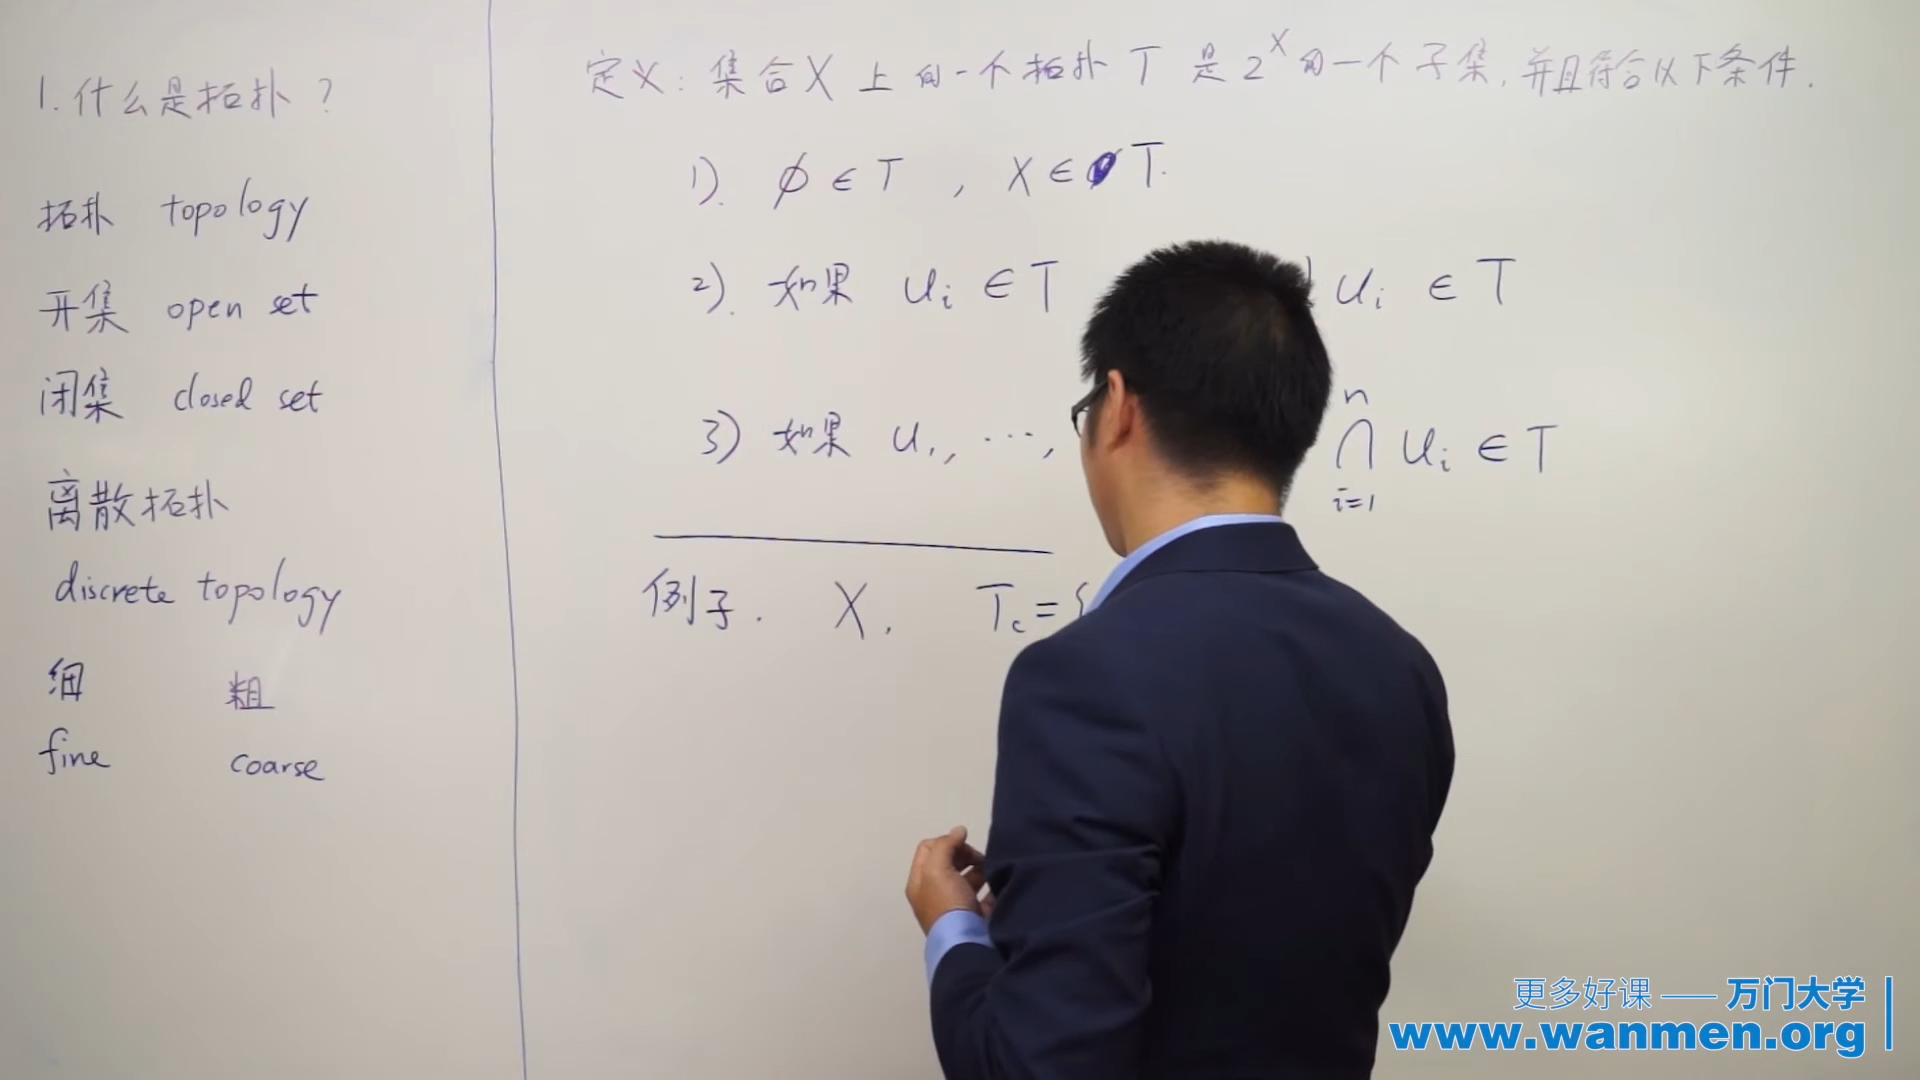 1. 什么是拓扑?
拓扑 topology
开集 open set
闭集 closed set
离散拓扑
discrete topology
细 粗
fine coarse
定义: 集合X上的一个拓扑 T 是 2^X 的一个子集, 并且符合以下条件.
1). ∅ ∈ T , X ∈ T.
2). 如果 U_i ∈ T U_i ∈ T
3) 如果 U_1, ..., ⋂_{i=1}^{n} U_i ∈ T
例子. X. T_c = {
更多好课 —— 万门大学
www.wanmen.org